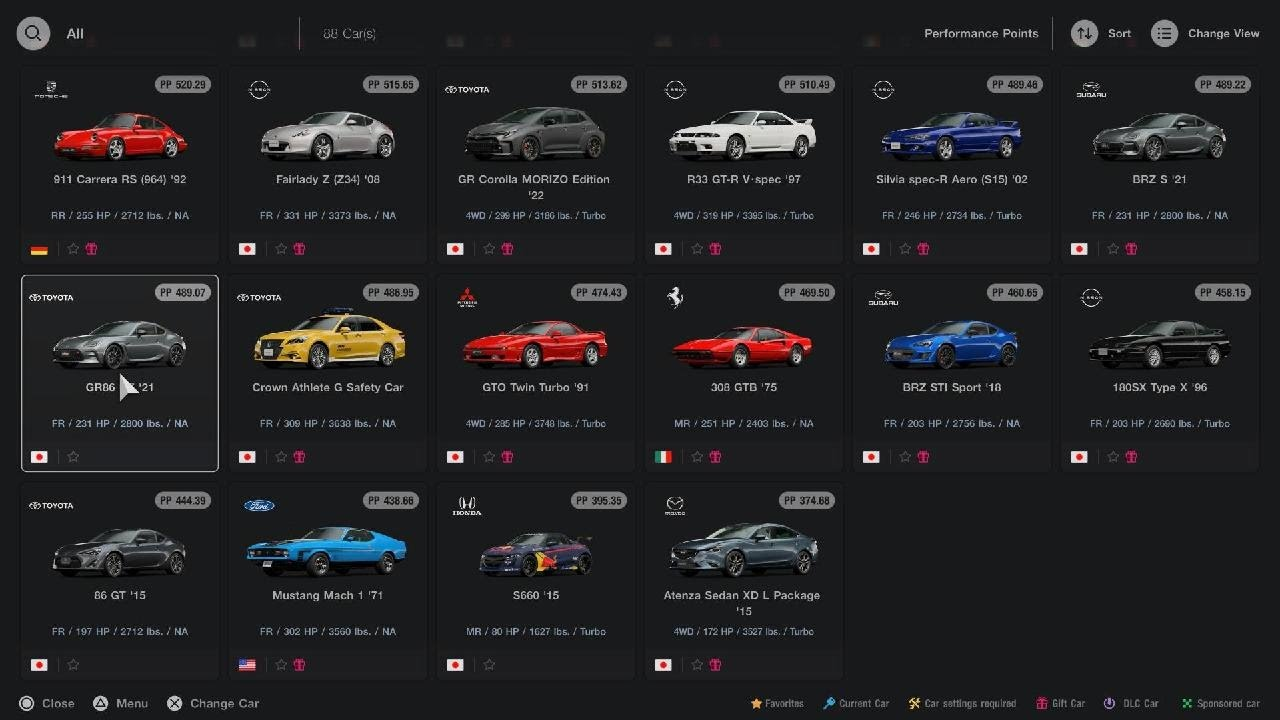 All
88 Car(s)
Performance Points
Sort
Change View
PORSCHE
PP 520.29
911 Carrera RS (964) '92
RR / 255 HP / 2712 lbs. / NA
NISSAN
PP 515.65
Fairlady Z (Z34) '08
FR / 331 HP / 3373 lbs. / NA
TOYOTA
PP 513.62
GR Corolla MORIZO Edition
'22
4WD / 299 HP / 3186 lbs. / Turbo
NISSAN
PP 510.49
R33 GT-R V·spec '97
4WD / 319 HP / 3395 lbs. / Turbo
NISSAN
PP 489.46
Silvia spec-R Aero (S15) '02
FR / 246 HP / 2734 lbs. / Turbo
SUBARU
PP 489.22
BRZ S '21
FR / 231 HP / 2800 lbs. / NA
TOYOTA
PP 489.07
GR86 '21
FR / 231 HP / 2800 lbs. / NA
TOYOTA
PP 486.95
Crown Athlete G Safety Car
FR / 309 HP / 3638 lbs. / NA
PP 474.43
GTO Twin Turbo '91
4WD / 285 HP / 3748 lbs. / Turbo
PP 469.50
308 GTB '75
MR / 251 HP / 2403 lbs. / NA
SUBARU
PP 460.65
BRZ STI Sport '18
FR / 203 HP / 2756 lbs. / NA
NISSAN
PP 458.15
180SX Type X '96
FR / 203 HP / 2690 lbs. / Turbo
TOYOTA
PP 444.39
86 GT '15
FR / 197 HP / 2712 lbs. / NA
Ford
PP 438.66
Mustang Mach 1 '71
FR / 302 HP / 3560 lbs. / NA
HONDA
PP 395.35
S660 '15
MR / 80 HP / 1827 lbs. / Turbo
PP 374.68
Atenza Sedan XD L Package
'15
4WD / 172 HP / 3527 lbs. / Turbo
Close
Menu
Change Car
Favorites
Current Car
Car settings required
Gift Car
DLC Car
Sponsored car